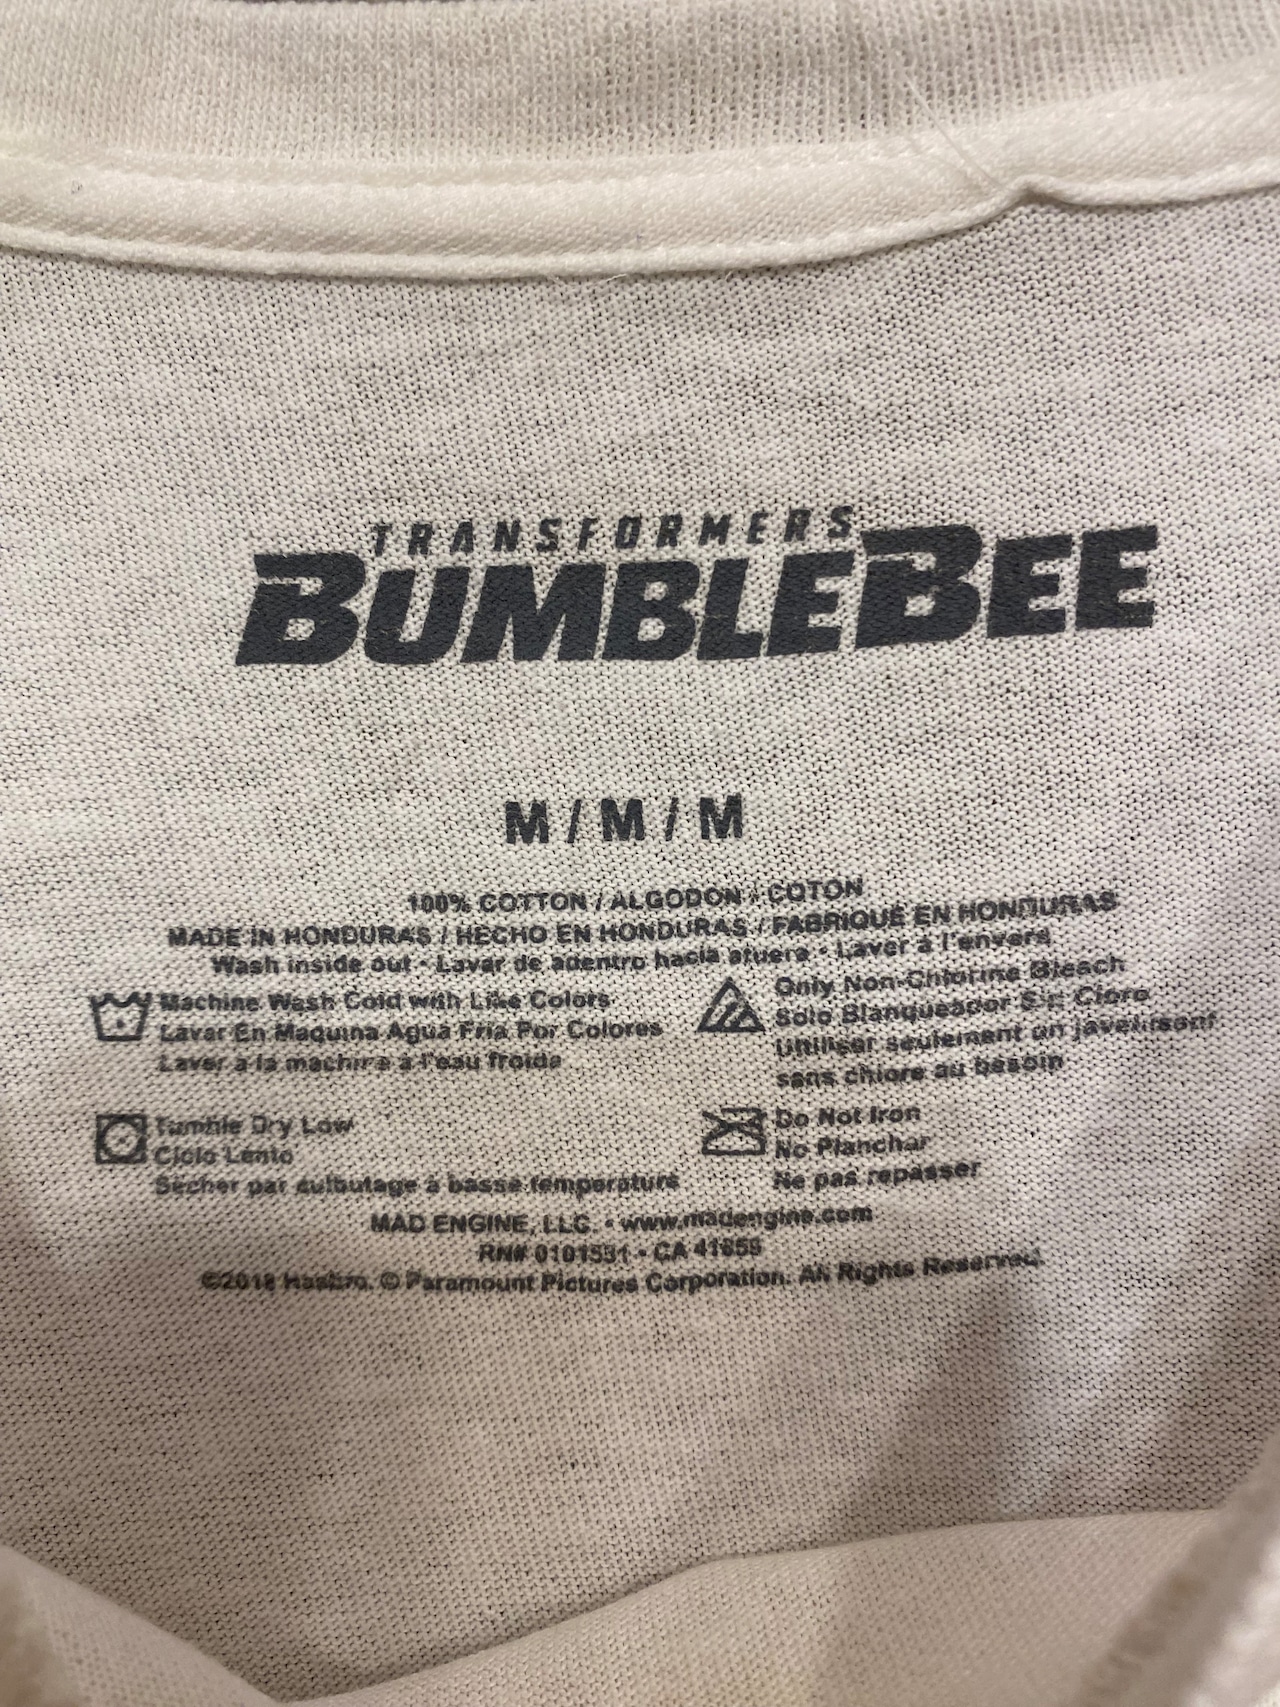 TRANSFORMERS
BUMBLEBEE
M / M / M
100% COTTON / ALGODON / COTON
MADE IN HONDURAS / HECHO EN HONDURAS / FABRIQUÉ EN HONDURAS
Wash inside out • Lavar de adentro hacia afuera • Laver à l'envers
Machine Wash Cold with Like Colors
Lavar En Maquina Agua Fria Por Colores
Laver a la machine à l'eau froide
Only Non-Chlorine Bleach
Solo Blanqueador Sin Cloro
Utiliser seulement un javellisant
sans chlore au besoin
Tumble Dry Low
Ciclo Lento
Sècher par culbutage à basse temperature
Do Not Iron
No Planchar
Ne pas repasser
MAD ENGINE, LLC. • www.madengine.com
RN# 0101551 • CA 41655
©2018 Hasbro. © Paramount Pictures Corporation. All Rights Reserved.